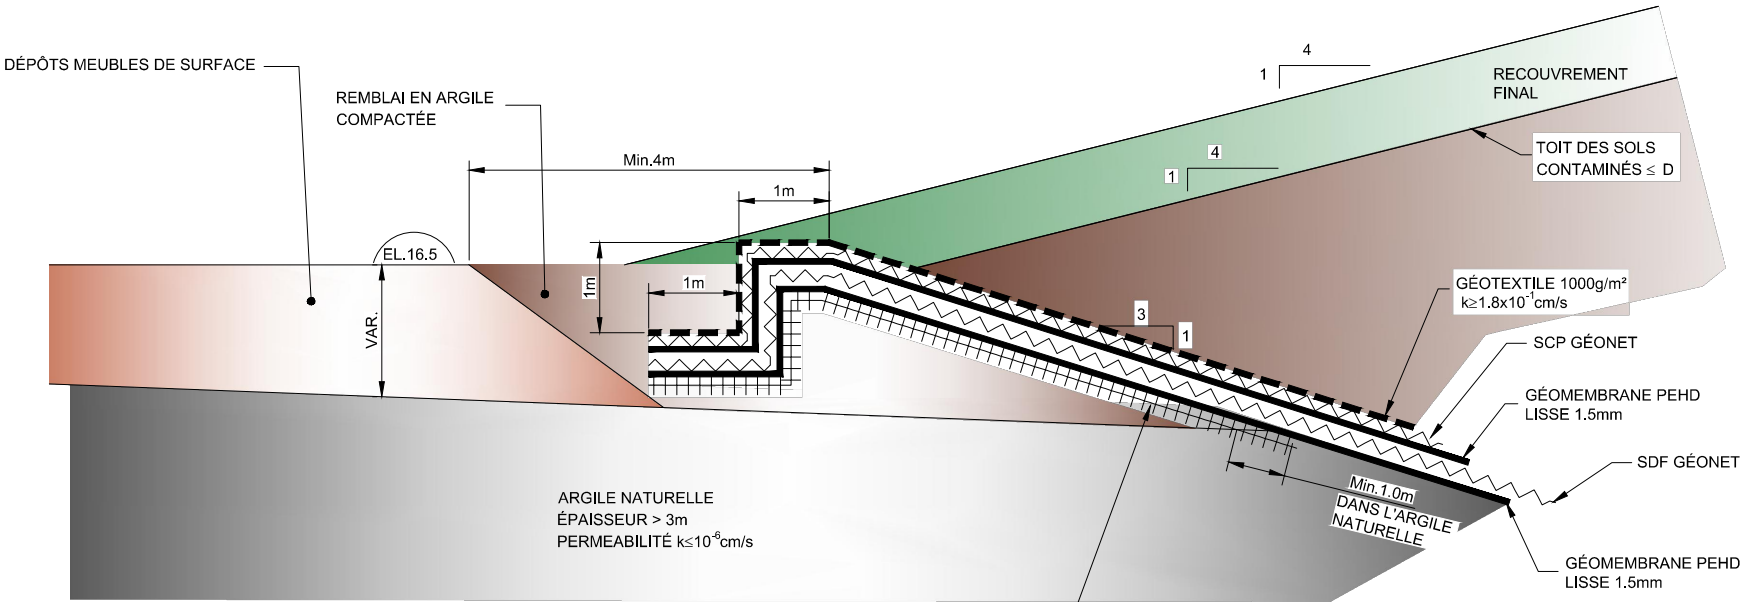 DÉPÔTS MEUBLES DE SURFACE
REMBLAI EN ARGILE
COMPACTÉE
Min.4m
1m
1m
1m
EL.16.5
VAR.
4
1
RECOUVREMENT
FINAL
4
1
TOIT DES SOLS
CONTAMINÉS ≤ D
GÉOTEXTILE 1000g/m²
k≥1.8x10⁻¹cm/s
3
1
SCP GÉONET
GÉOMEMBRANE PEHD
LISSE 1.5mm
SDF GÉONET
Min.1.0m
DANS L'ARGILE
NATURELLE
ARGILE NATURELLE
ÉPAISSEUR > 3m
PERMEABILITÉ k≤10⁻⁶cm/s
GÉOMEMBRANE PEHD
LISSE 1.5mm